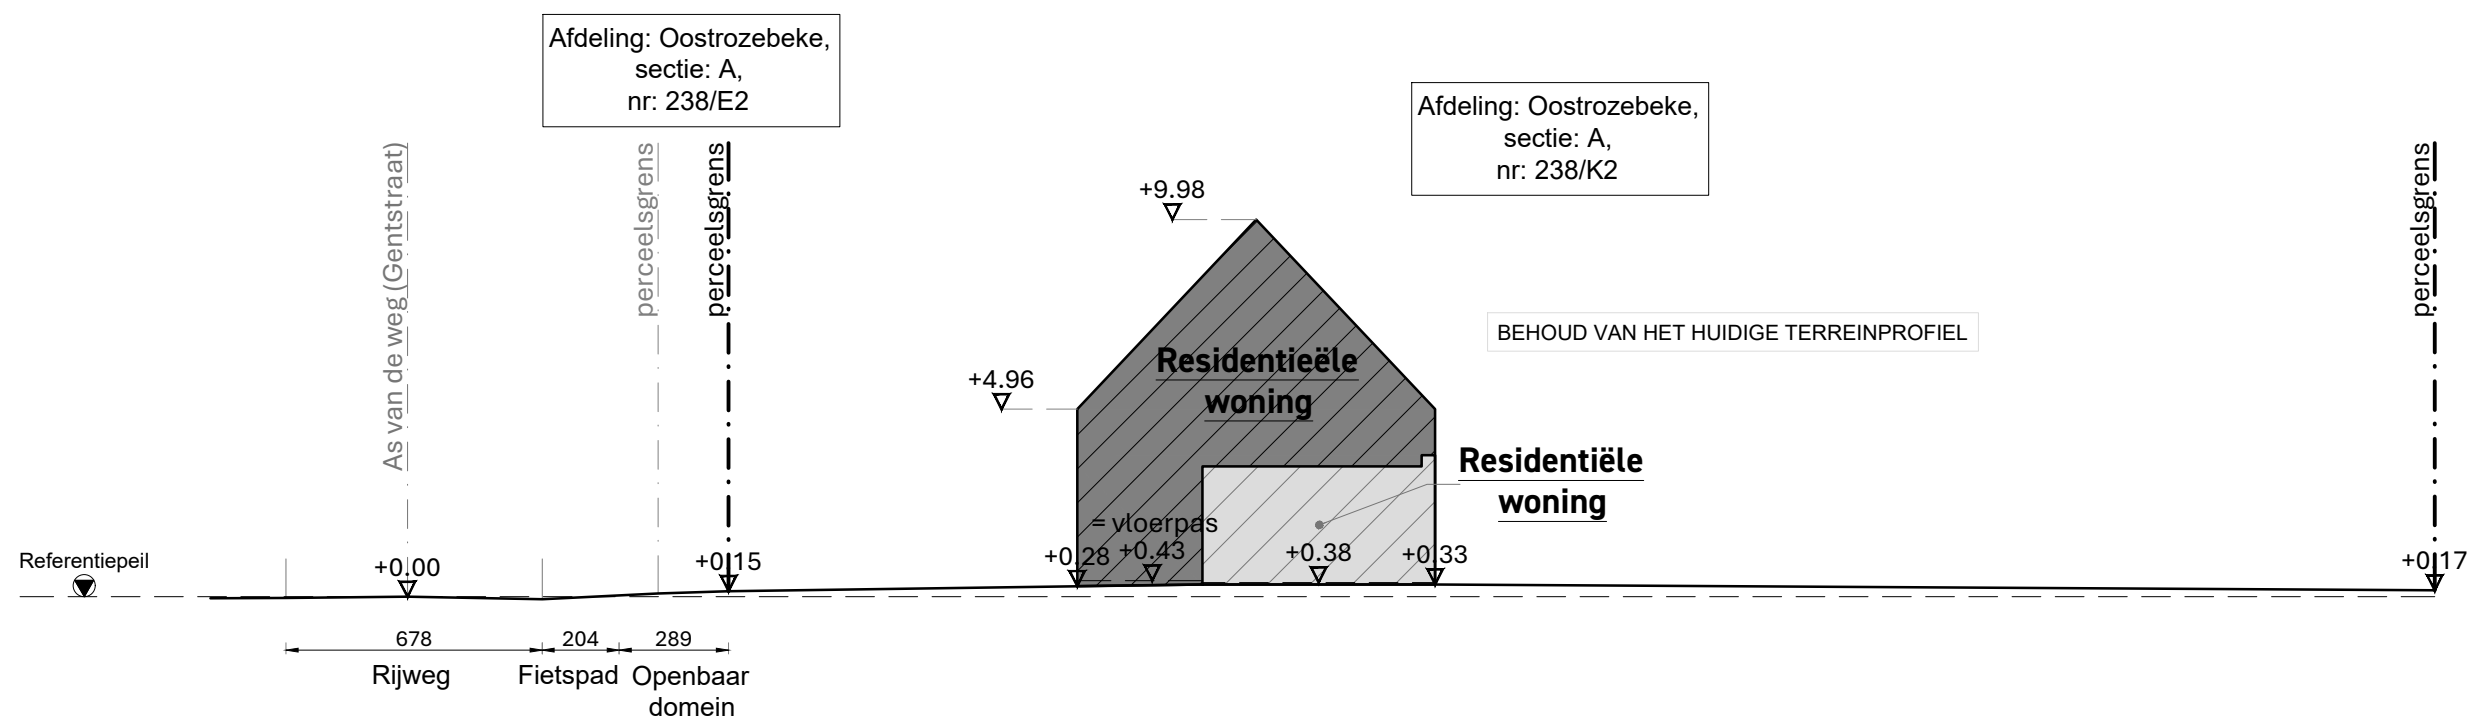 Afdeling: Oostrozebeke,
sectie: A,
nr: 238/E2
Afdeling: Oostrozebeke,
sectie: A,
nr: 238/K2
As van de weg (Gentstraat)
perceelsgrens
perceelsgrens
perceelsgrens
+9.98
BEHOUD VAN HET HUIDIGE TERREINPROFIEL
+4.96
Residentieële
woning
Residentiële
woning
= vloerpas
+0.43
Referentiepeil
+0.00
+0.15
+0.28
+0.38
+0.33
+0.17
678
204
289
Rijweg
Fietspad
Openbaar
domein